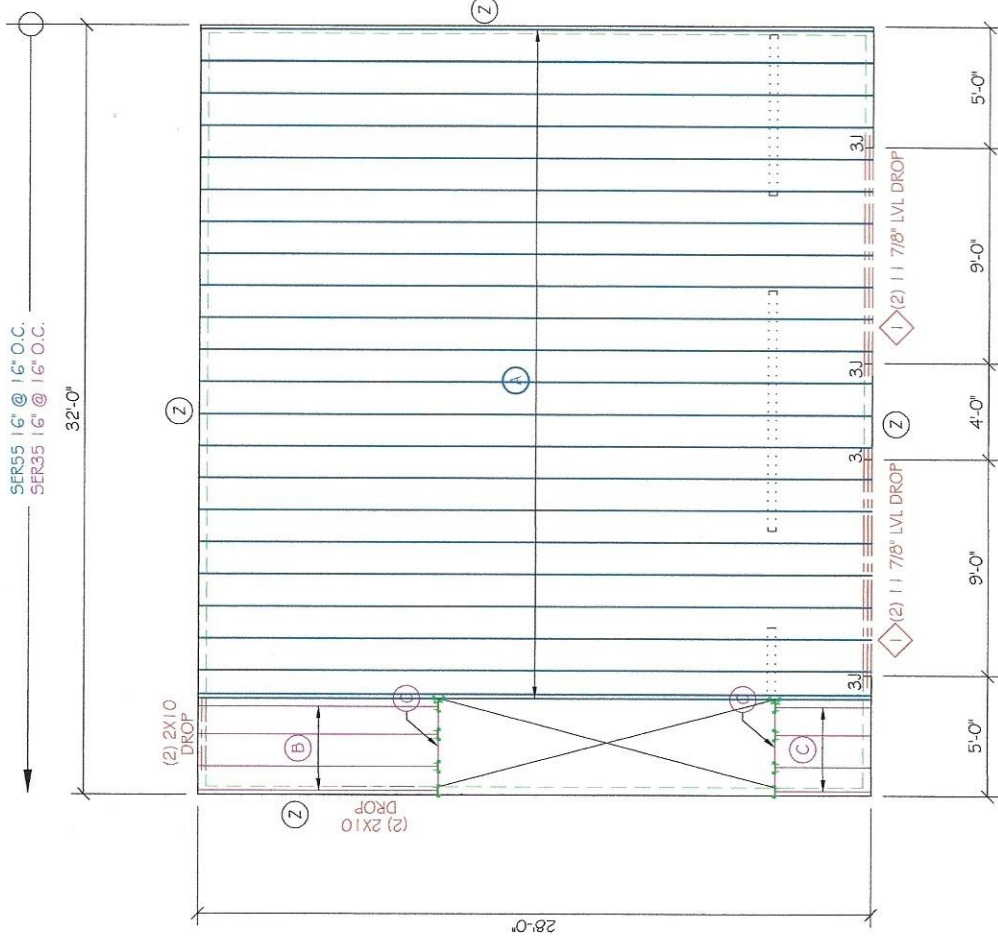 SER55 16" @ 16" O.C.
SER35 16" @ 16" O.C.
32'-0"
Z
Z
(2) 2X10
DROP
B
C
C
C
A
Z
(2) 2X10
DROP
28'-0"
3J
3J
3J
3J
Z
1 (2) 11 7/8" LVL DROP
1 (2) 11 7/8" LVL DROP
5'-0"
9'-0"
4'-0"
9'-0"
5'-0"